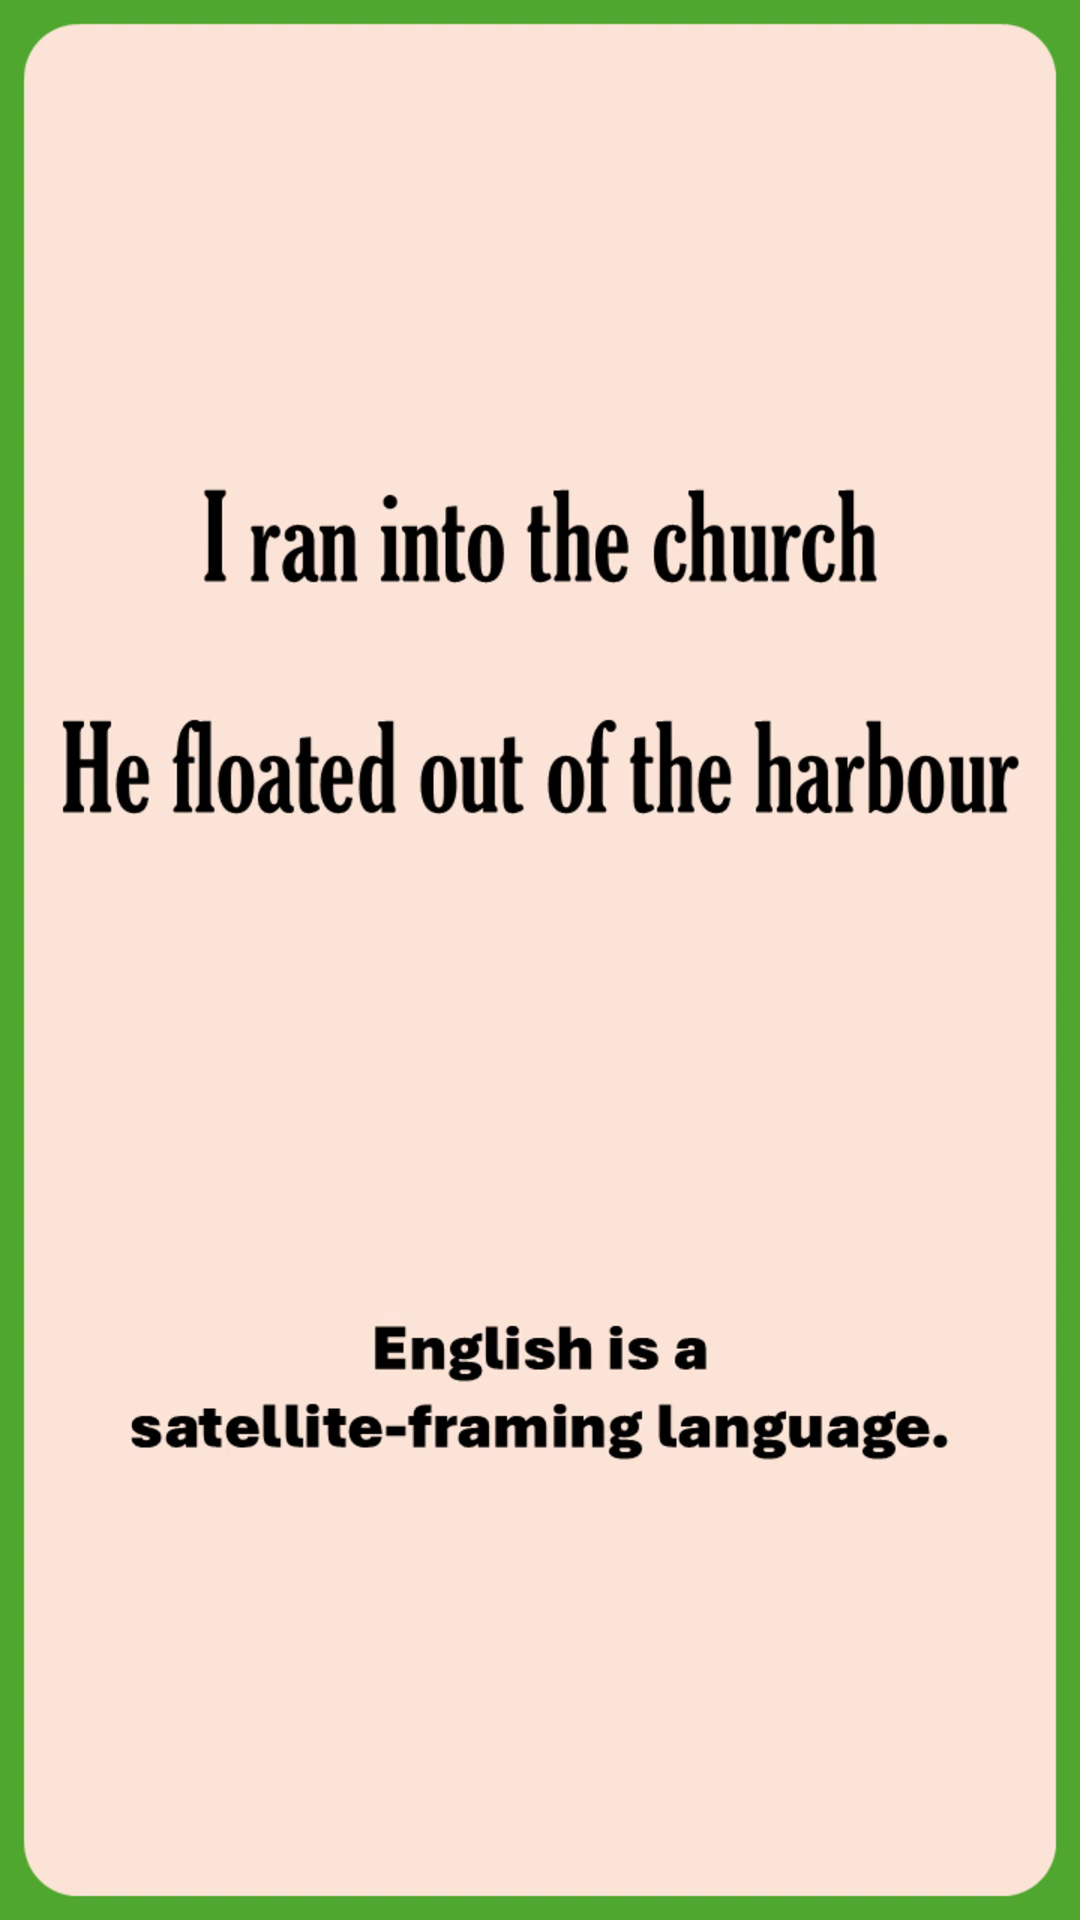 I ran into the church
He floated out of the harbour
English is a
satellite-framing language.